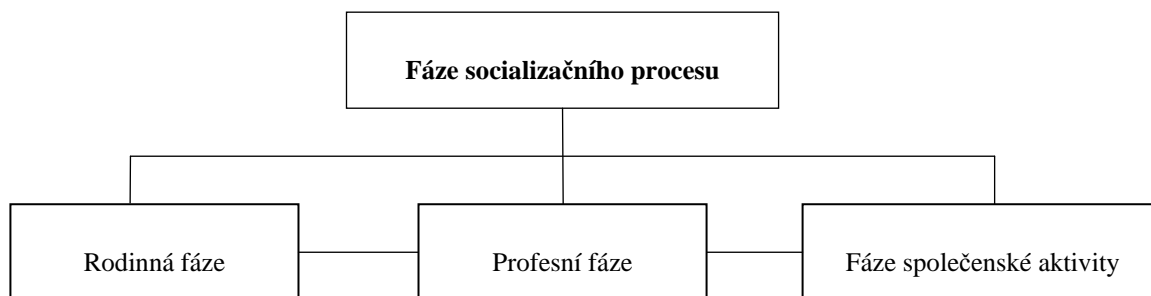 Fáze socializačního procesu
Rodinná fáze
Profesní fáze
Fáze společenské aktivity